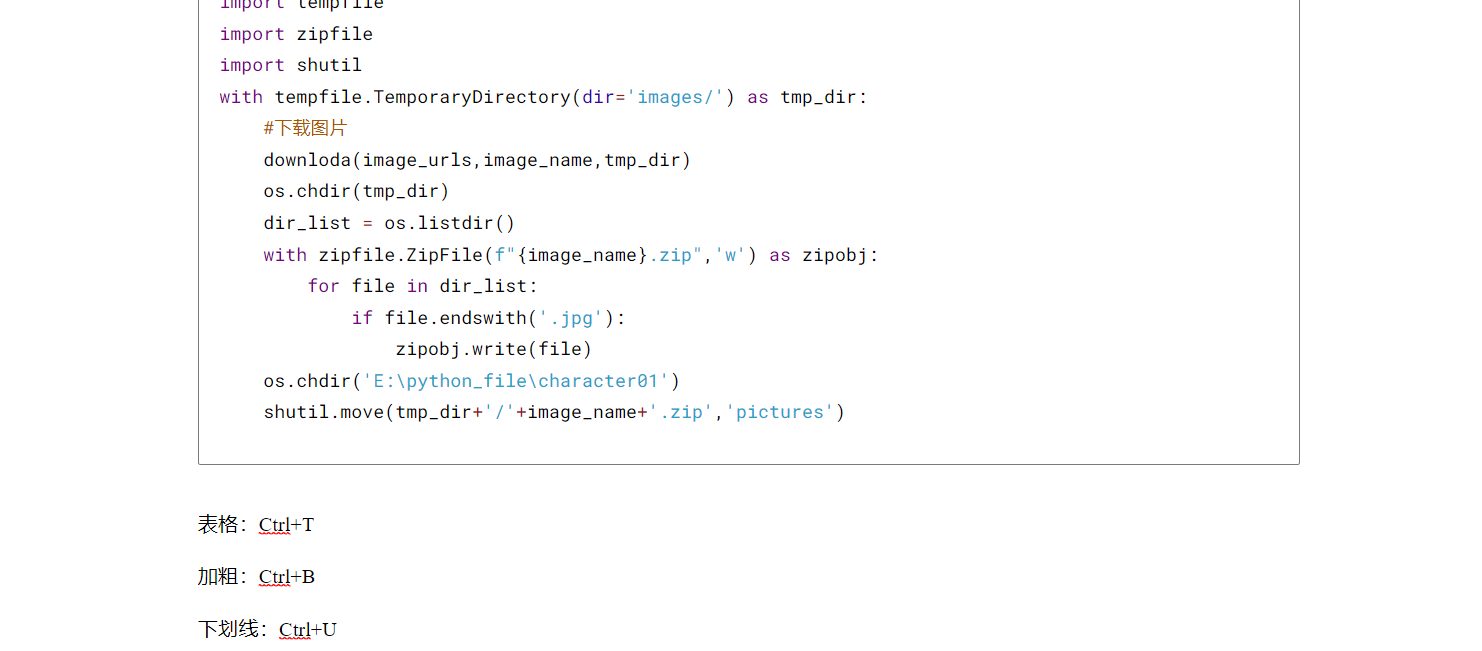 import tempfile
import zipfile
import shutil
with tempfile.TemporaryDirectory(dir='images/') as tmp_dir:
    #下载图片
    downloda(image_urls,image_name,tmp_dir)
    os.chdir(tmp_dir)
    dir_list = os.listdir()
    with zipfile.ZipFile(f"{image_name}.zip",'w') as zipobj:
        for file in dir_list:
            if file.endswith('.jpg'):
                zipobj.write(file)
    os.chdir('E:\python_file\character01')
    shutil.move(tmp_dir+'/'+image_name+'.zip','pictures')
表格：Ctrl+T
加粗：Ctrl+B
下划线：Ctrl+U